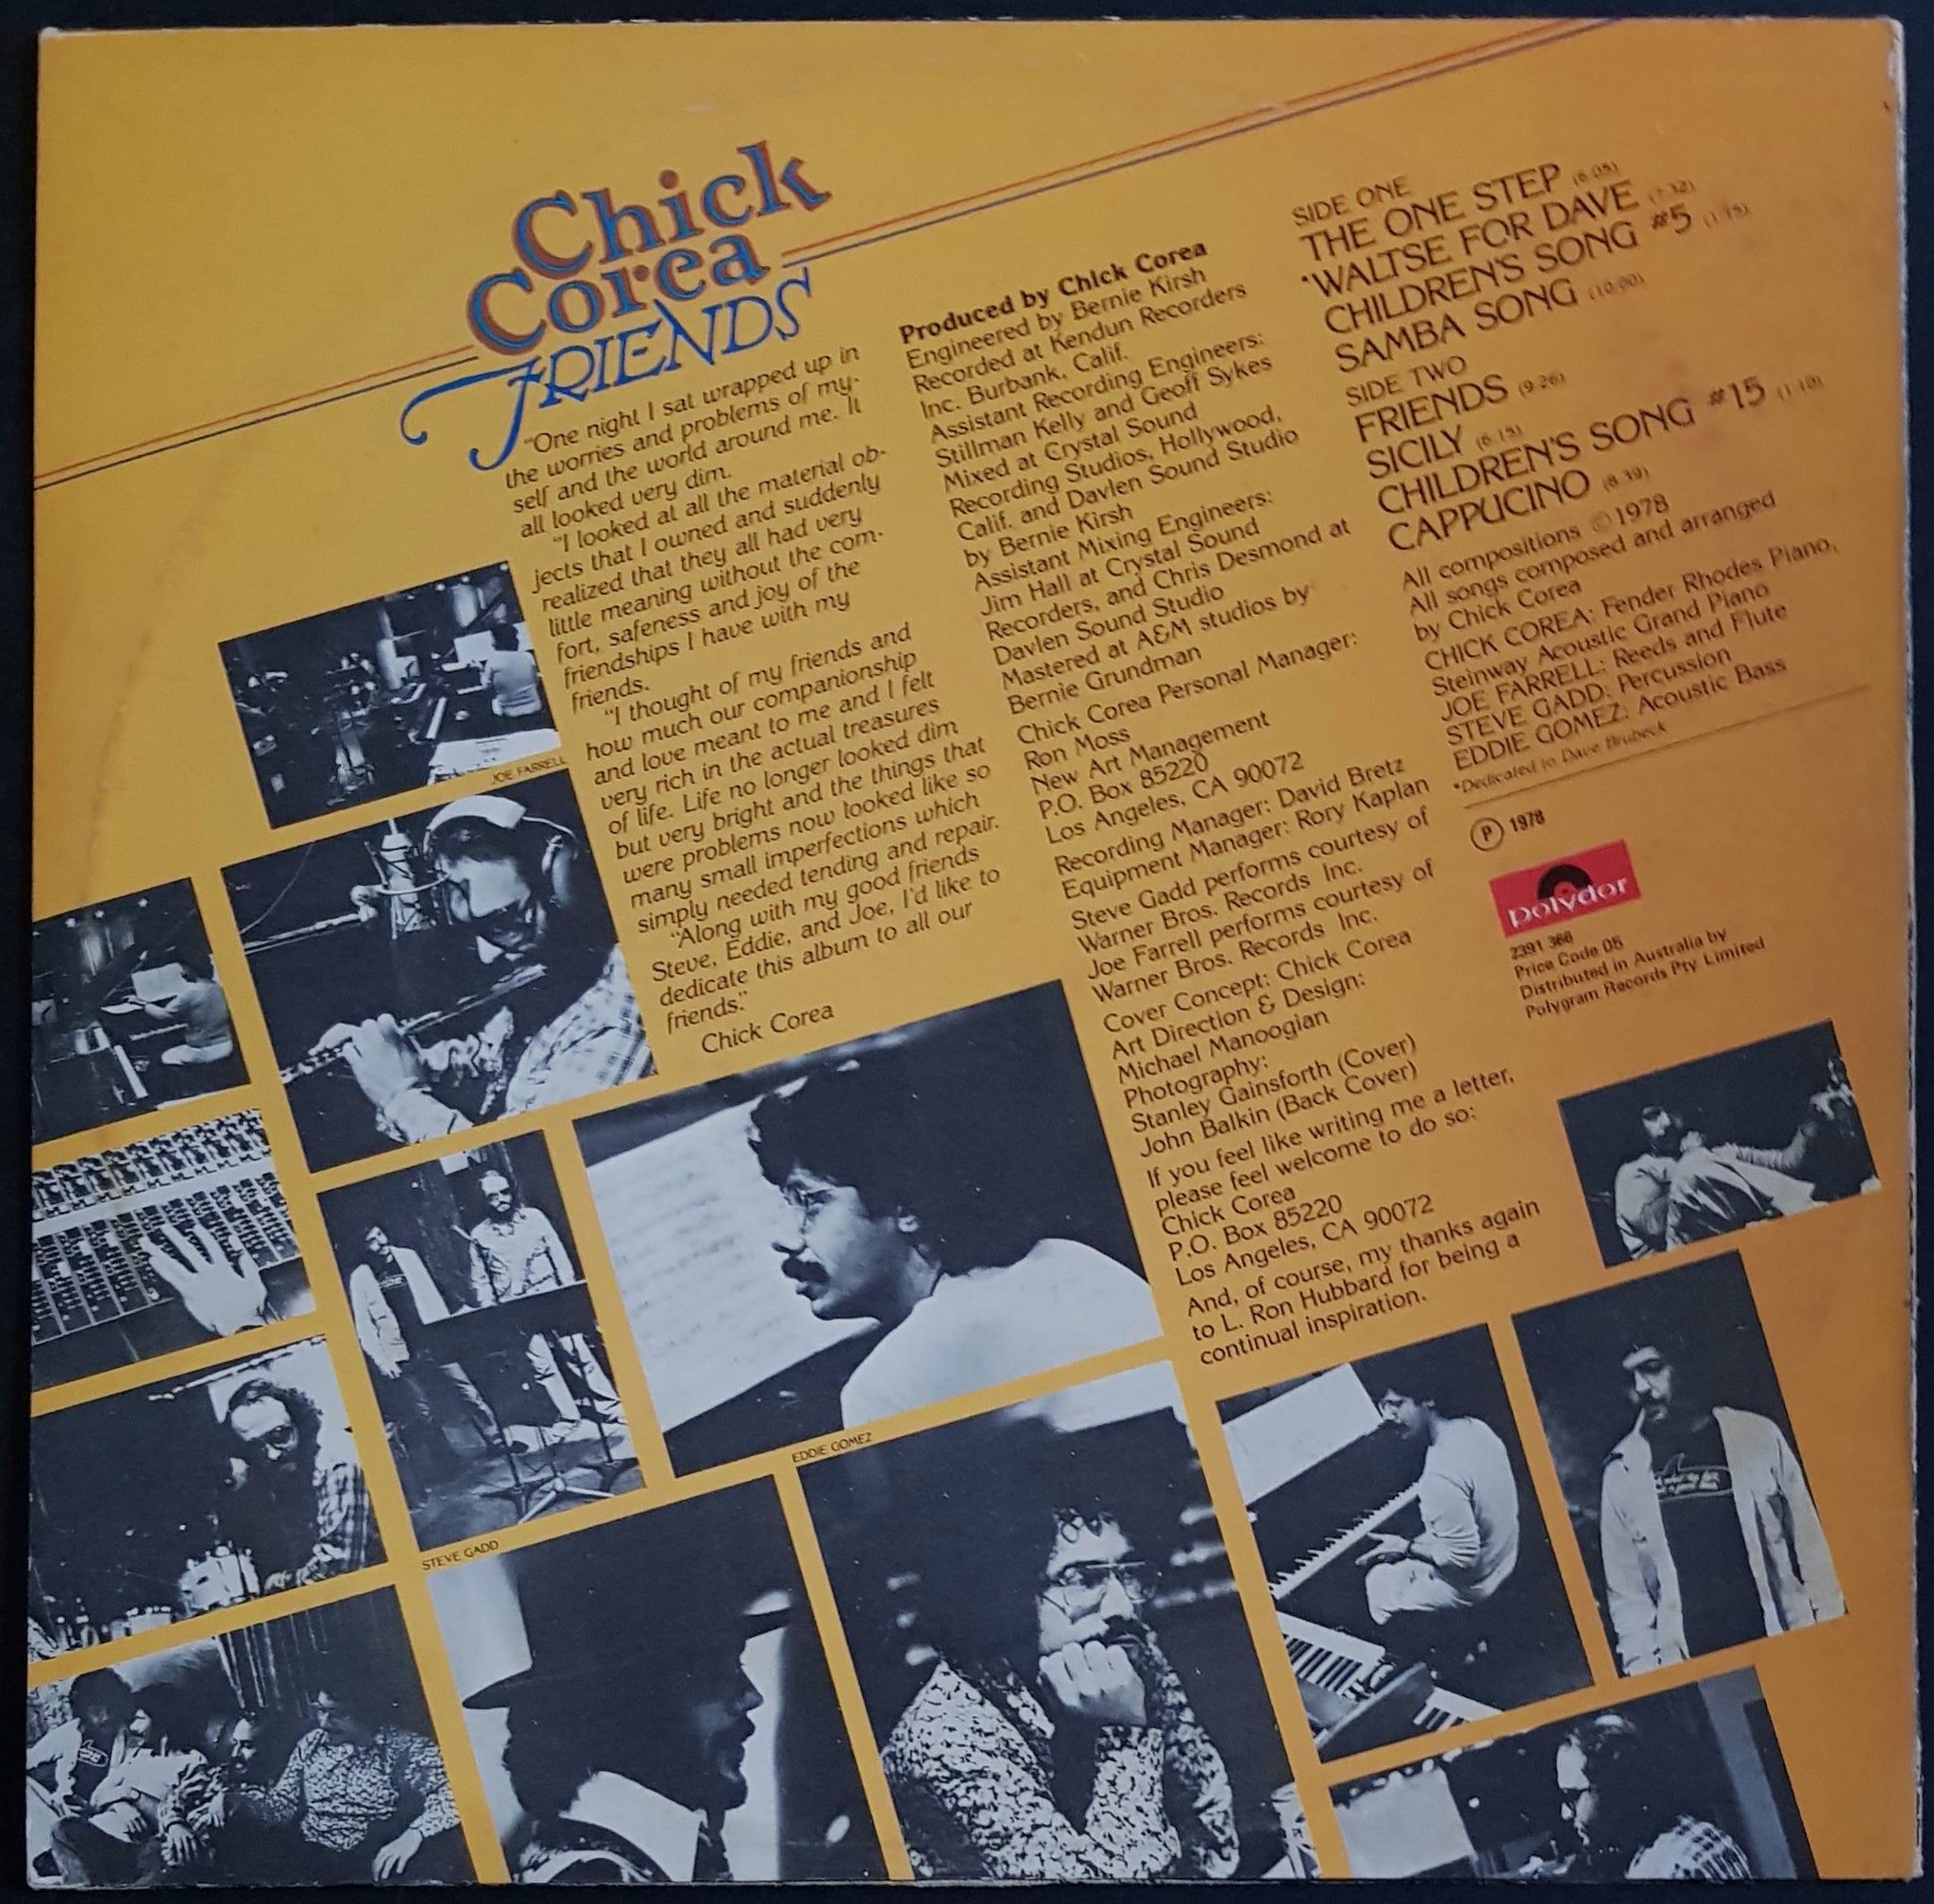 Chick
Corea
FRIENDS
"One night I sat wrapped up in
the worries and problems of my-
self and the world around me. It
all looked very dim.
"I looked at all the material ob-
jects that I owned and suddenly
realized that they all had very
little meaning without the com-
fort, safeness and joy of the
friendships I have with my
friends.
"I thought of my friends and
how much our companionship
and love meant to me and I felt
very rich in the actual treasures
of life. Life no longer looked dim
but very bright and the things that
were problems now looked like so
many small imperfections which
simply needed tending and repair.
"Along with my good friends
Steve, Eddie, and Joe, I'd like to
dedicate this album to all our
friends."
Chick Corea
Produced by Chick Corea
Engineered by Bernie Kirsh
Recorded at Kendun Recorders
Inc. Burbank, Calif.
Assistant Recording Engineers:
Stillman Kelly and Geoff Sykes
Mixed at Crystal Sound
Recording Studios, Hollywood,
Calif. and Davlen Sound Studio
by Bernie Kirsh
Assistant Mixing Engineers:
Jim Hall at Crystal Sound
Recorders, and Chris Desmond at
Davlen Sound Studio
Mastered at A&M studios by
Bernie Grundman
Chick Corea Personal Manager:
Ron Moss
New Art Management
P.O. Box 85220
Los Angeles, CA 90072
Recording Manager: David Bretz
Equipment Manager: Rory Kaplan
Steve Gadd performs courtesy of
Warner Bros. Records Inc.
Joe Farrell performs courtesy of
Warner Bros. Records Inc.
Cover Concept: Chick Corea
Art Direction & Design:
Michael Manoogian
Photography:
Stanley Gainsforth (Cover)
John Balkin (Back Cover)
If you feel like writing me a letter,
please feel welcome to do so:
Chick Corea
P.O. Box 85220
Los Angeles, CA 90072
And, of course, my thanks again
to L. Ron Hubbard for being a
continual inspiration.
SIDE ONE
THE ONE STEP (6:05)
*WALTSE FOR DAVE (7:32)
CHILDREN'S SONG #5 (1:15)
SAMBA SONG (10:00)
SIDE TWO
FRIENDS (9:26)
SICILY (6:15)
CHILDREN'S SONG #15 (1:10)
CAPPUCINO (8:39)
All compositions ©1978
All songs composed and arranged
by Chick Corea
CHICK COREA: Fender Rhodes Piano,
Steinway Acoustic Grand Piano
JOE FARRELL: Reeds and Flute
STEVE GADD: Percussion
EDDIE GOMEZ: Acoustic Bass
*Dedicated to Dave Brubeck
Ⓟ 1978
polydor
2391 366
Price Code 05
Distributed in Australia by
Polygram Records Pty. Limited
JOE FARRELL
EDDIE GOMEZ
STEVE GADD